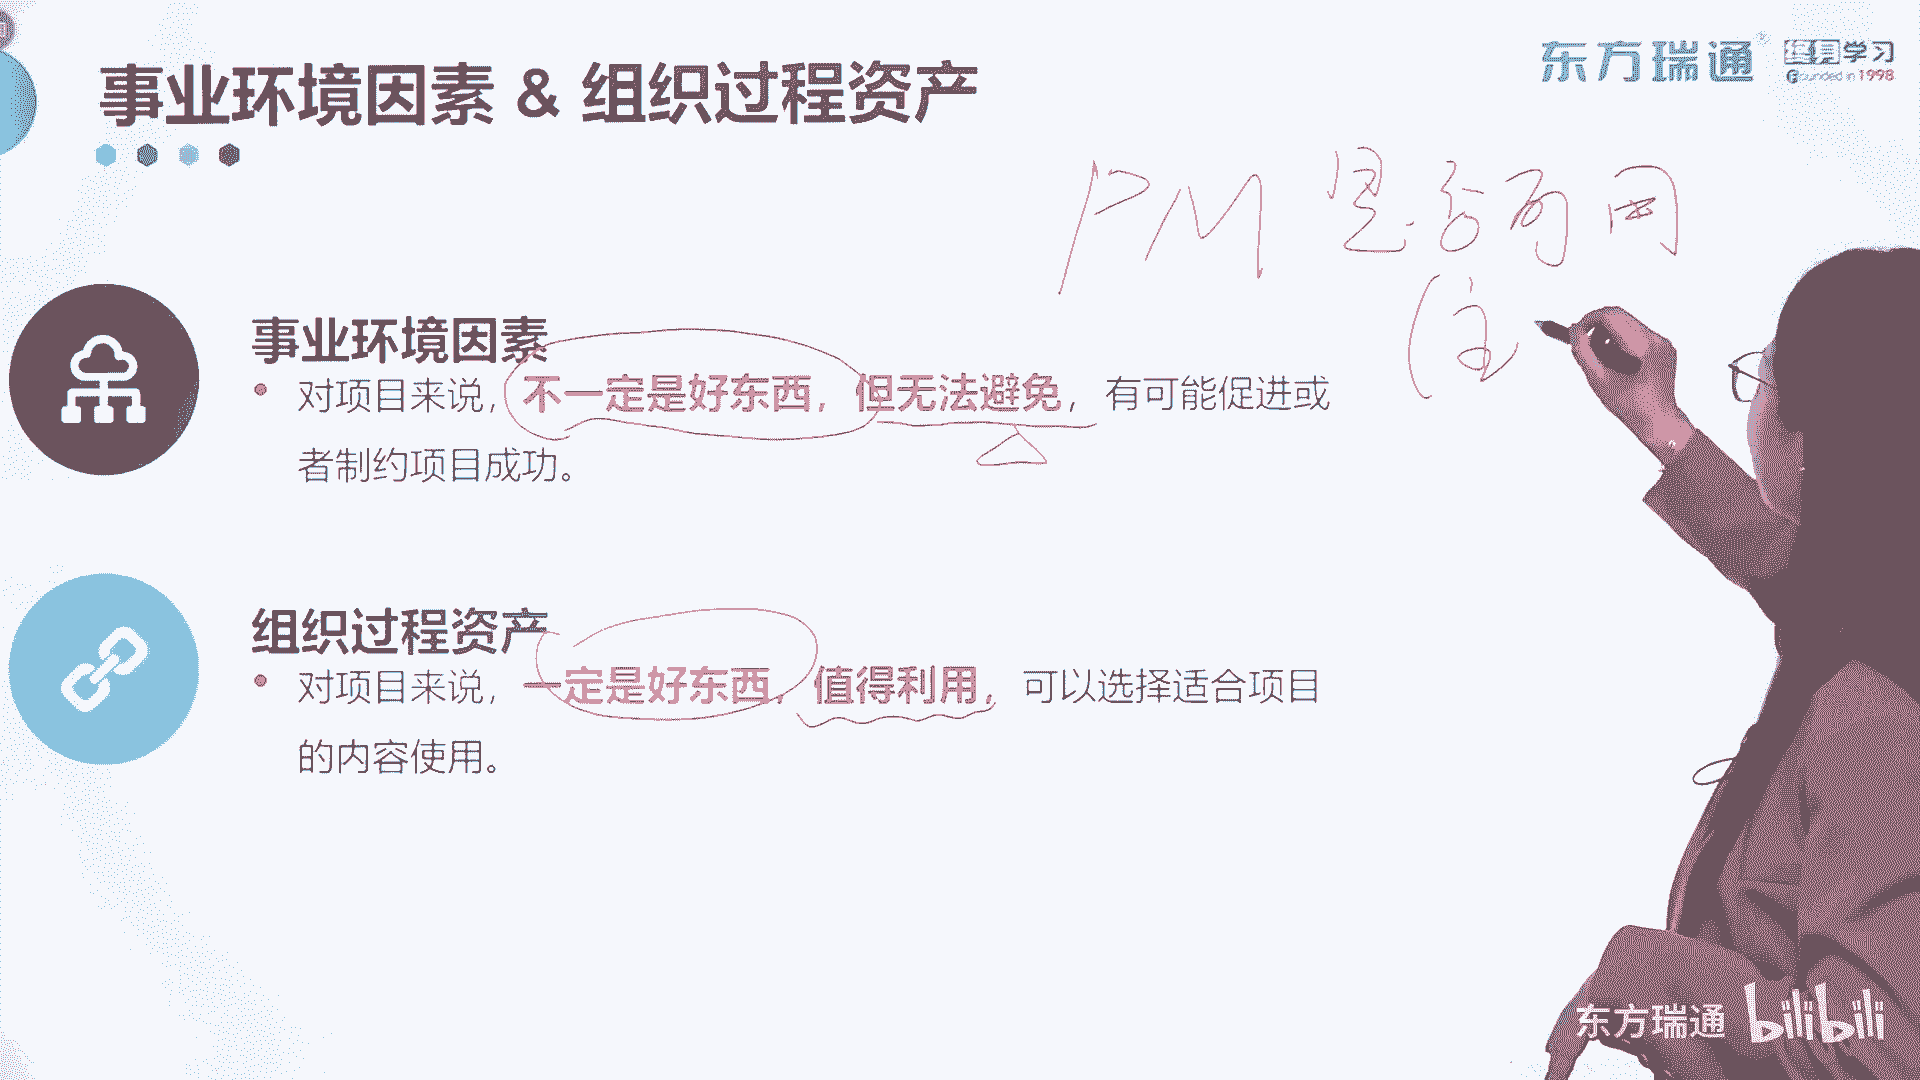 事业环境因素 & 组织过程资产
东方瑞通
终身学习
Founded in 1998
PM 是否可用
事业环境因素
对项目来说，不一定是好东西，但无法避免，有可能促进或
者制约项目成功。
组织过程资产
对项目来说，一定是好东西，值得利用，可以选择适合项目
的内容使用。
东方瑞通 bilibili